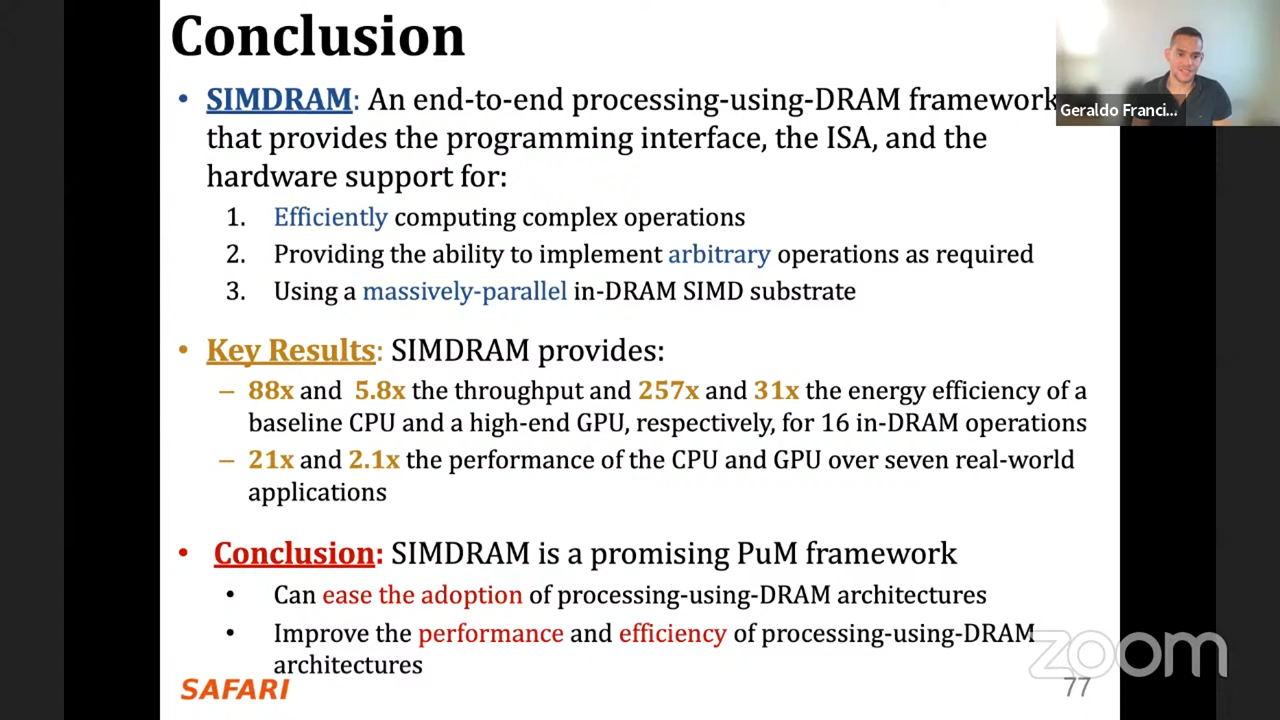 Conclusion
• SIMDRAM: An end-to-end processing-using-DRAM framework
that provides the programming interface, the ISA, and the
hardware support for:
1. Efficiently computing complex operations
2. Providing the ability to implement arbitrary operations as required
3. Using a massively-parallel in-DRAM SIMD substrate
• Key Results: SIMDRAM provides:
– 88x and 5.8x the throughput and 257x and 31x the energy efficiency of a
baseline CPU and a high-end GPU, respectively, for 16 in-DRAM operations
– 21x and 2.1x the performance of the CPU and GPU over seven real-world
applications
• Conclusion: SIMDRAM is a promising PuM framework
• Can ease the adoption of processing-using-DRAM architectures
• Improve the performance and efficiency of processing-using-DRAM
architectures
SAFARI
77
zoom
Geraldo Franci...